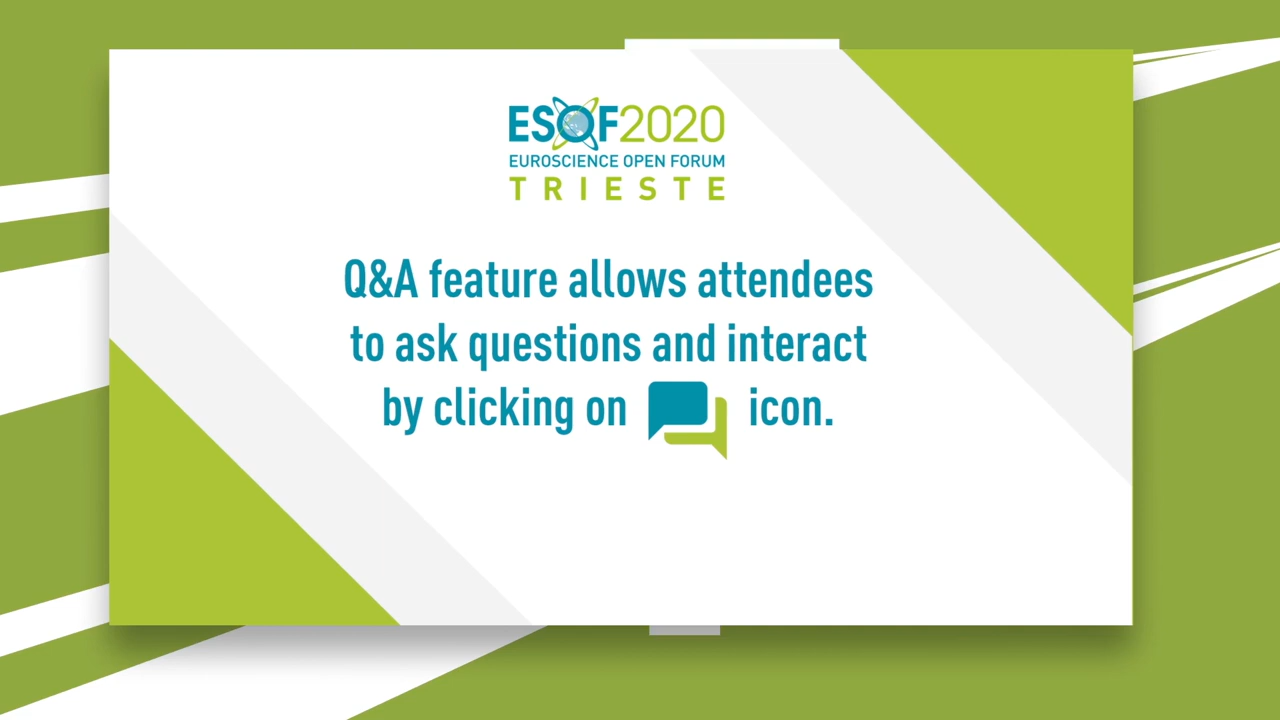 ESOF2020
EUROSCIENCE OPEN FORUM
TRIESTE
Q&A feature allows attendees
to ask questions and interact
by clicking on icon.